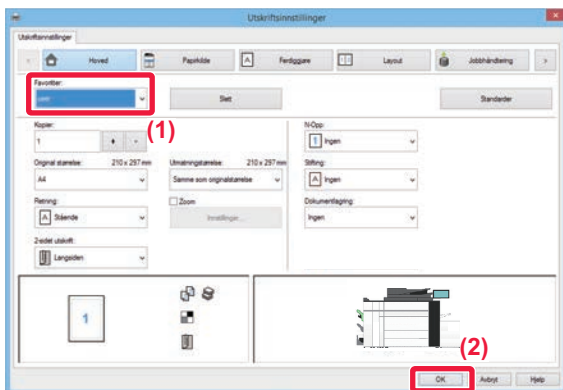 Utskriftsinnstillinger
Utskriftsinnstillinger
Hoved
Papirkilde
Ferdiggjøre
Layout
Jobbhåndtering
Favoritter:
Slett
Standarder
(1)
Kopier:
1
+ -
N-Opp:
1 Ingen
Original størrelse: 210 x 297 mm
A4
Utmatingstørrelse: 210 x 297 mm
Samme som originalstørrelse
Stifting:
A Ingen
Retning:
A Stående
Zoom
Innstillinger...
Dokumentlagring:
Ingen
2-sidet utskrift:
Langsiden
1
(2)
OK
Avbryt
Hjelp